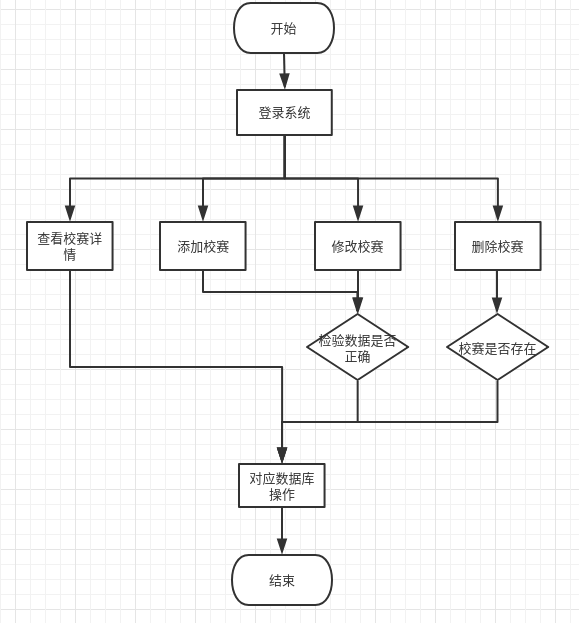 开始
登录系统
查看校赛详
情
添加校赛
修改校赛
删除校赛
检验数据是否
正确
校赛是否存在
对应数据库
操作
结束